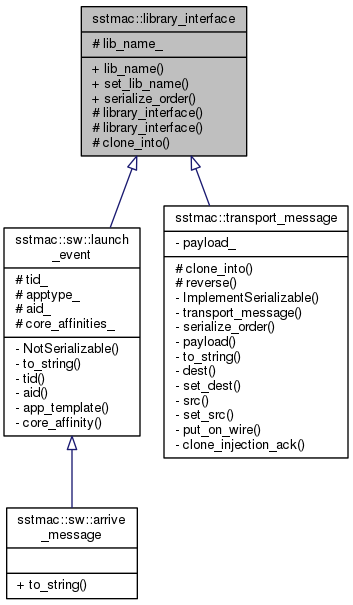 sstmac::library_interface
# lib_name_
+ lib_name()
+ set_lib_name()
+ serialize_order()
# library_interface()
# library_interface()
# clone_into()
sstmac::sw::launch
_event
# tid_
# apptype_
# aid_
# core_affinities_
- NotSerializable()
- to_string()
- tid()
- aid()
- app_template()
- core_affinity()
sstmac::transport_message
- payload_
# clone_into()
# reverse()
- ImplementSerializable()
- transport_message()
- serialize_order()
- payload()
- to_string()
- dest()
- set_dest()
- src()
- set_src()
- put_on_wire()
- clone_injection_ack()
sstmac::sw::arrive
_message
+ to_string()